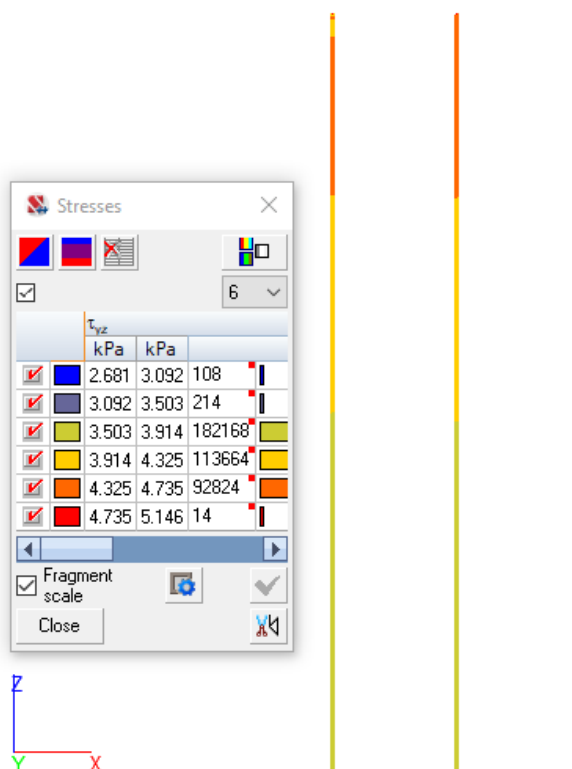 Stresses
6
τyz
kPa kPa
2.681 3.092 108
3.092 3.503 214
3.503 3.914 182168
3.914 4.325 113664
4.325 4.735 92824
4.735 5.146 14
Fragment
scale
Close
Z
Y X